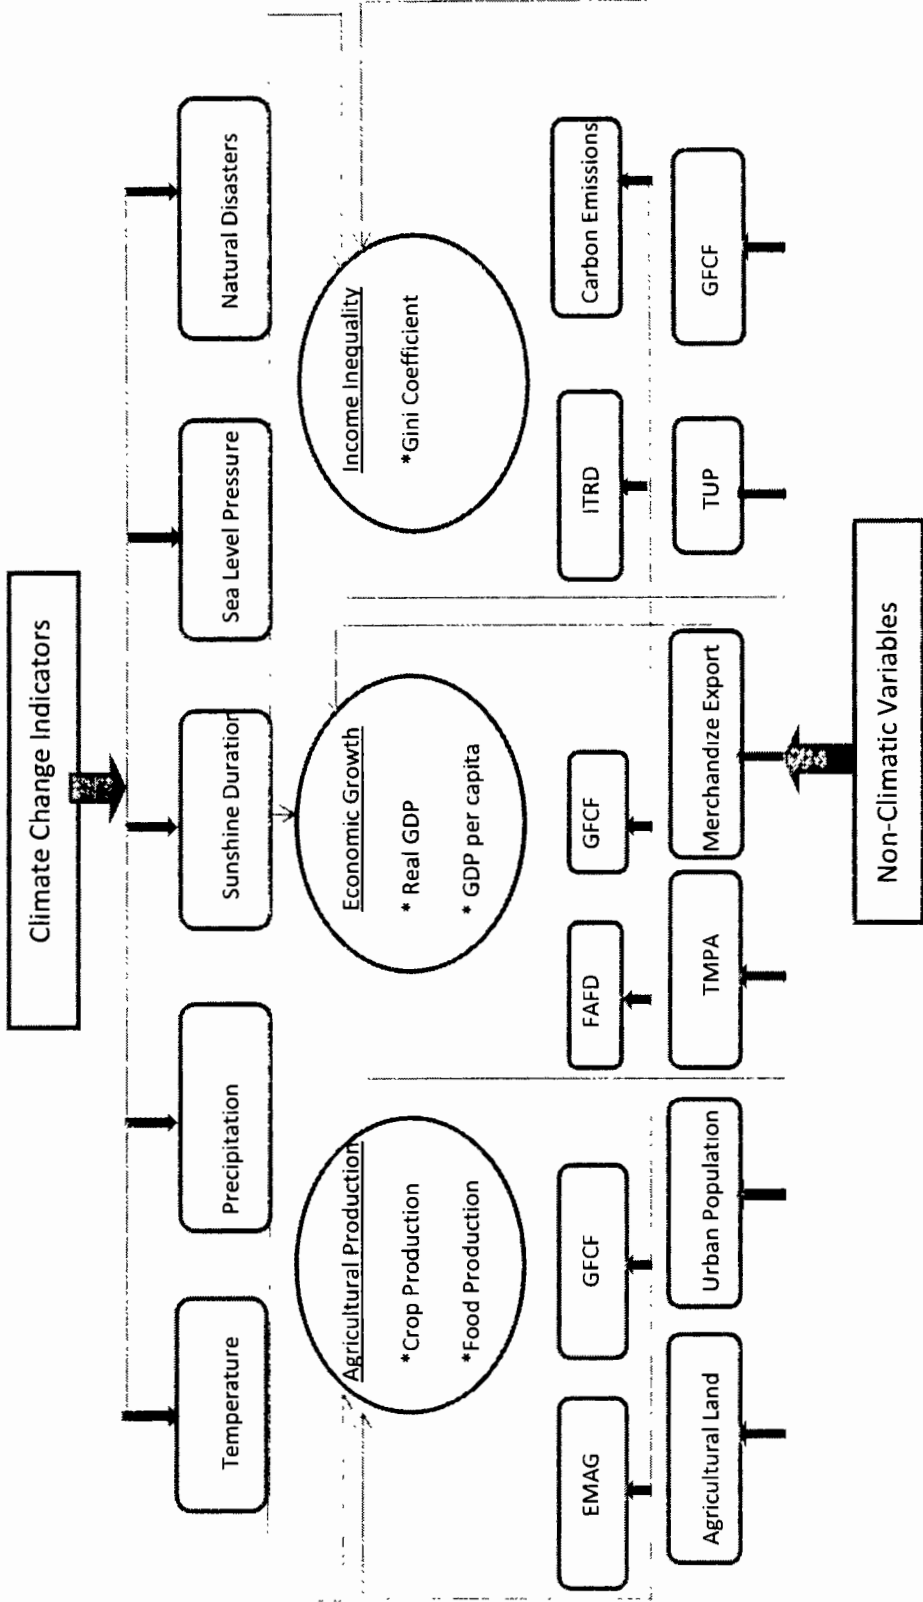 Climate Change Indicators
Temperature
Precipitation
Sunshine Duration
Sea Level Pressure
Natural Disasters
Agricultural Production
*Crop Production
*Food Production
Economic Growth
* Real GDP
* GDP per capita
Income Inequality
*Gini Coefficient
EMAG
GFCF
FAFD
GFCF
ITRD
Carbon Emissions
Agricultural Land
Urban Population
TMPA
Merchandize Export
TUP
GFCF
Non-Climatic Variables